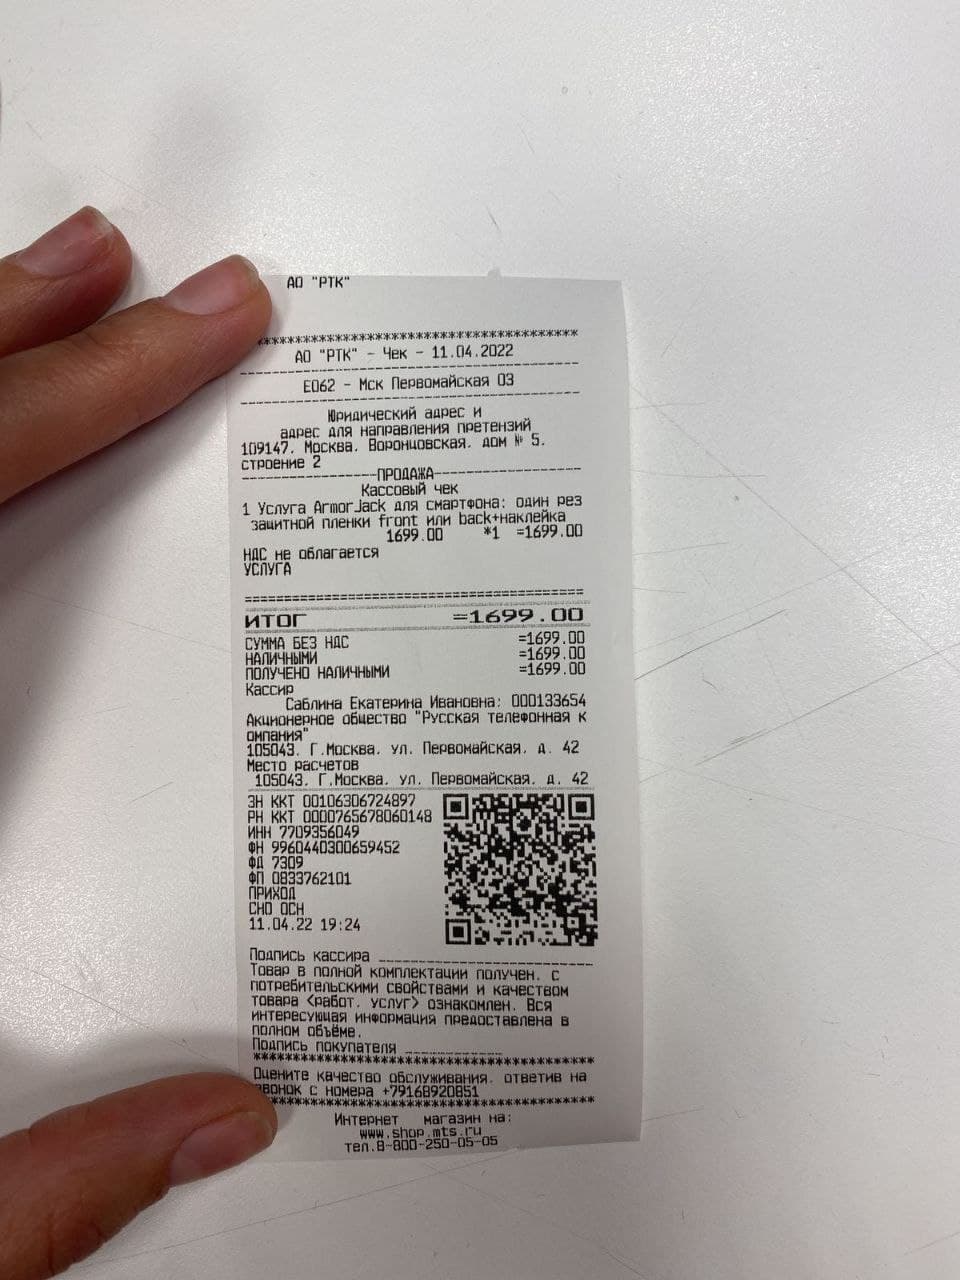 АО "РТК"
****************************************
АО "РТК" - Чек - 11.04.2022
----------------------------------------
Е062 - Мск Первомайская 03
----------------------------------------
Юридический адрес и
адрес для направления претензий
109147, Москва, Воронцовская, дом № 5,
строение 2
----------------ПРОДАЖА-----------------
Кассовый чек
1 Услуга ArmorJack для смартфона: один рез
защитной пленки front или back+наклейка
1699.00 *1 =1699.00
НДС не облагается
УСЛУГА
========================================
ИТОГ =1699.00
СУММА БЕЗ НДС =1699.00
НАЛИЧНЫМИ =1699.00
ПОЛУЧЕНО НАЛИЧНЫМИ =1699.00
Кассир
Саблина Екатерина Ивановна: 000133654
Акционерное общество "Русская телефонная к
омпания"
105043, Г.Москва, ул. Первомайская, д. 42
Место расчетов
105043, Г.Москва, ул. Первомайская, д. 42
ЗН ККТ 00106306724897
РН ККТ 0000765678060148
ИНН 7709356049
ФН 9960440300659452
ФД 7309
ФП 0833762101
ПРИХОД
СНО ОСН
11.04.22 19:24
Подпись кассира _________________________
Товар в полной комплектации получен, с
потребительскими свойствами и качеством
товара <работ, услуг> ознакомлен. Вся
интересующая информация предоставлена в
полном объёме.
Подпись покупателя ___________
****************************************
Оцените качество обслуживания, ответив на
звонок с номера +79168920851
****************************************
Интернет магазин на:
www.shop.mts.ru
тел.8-800-250-05-05